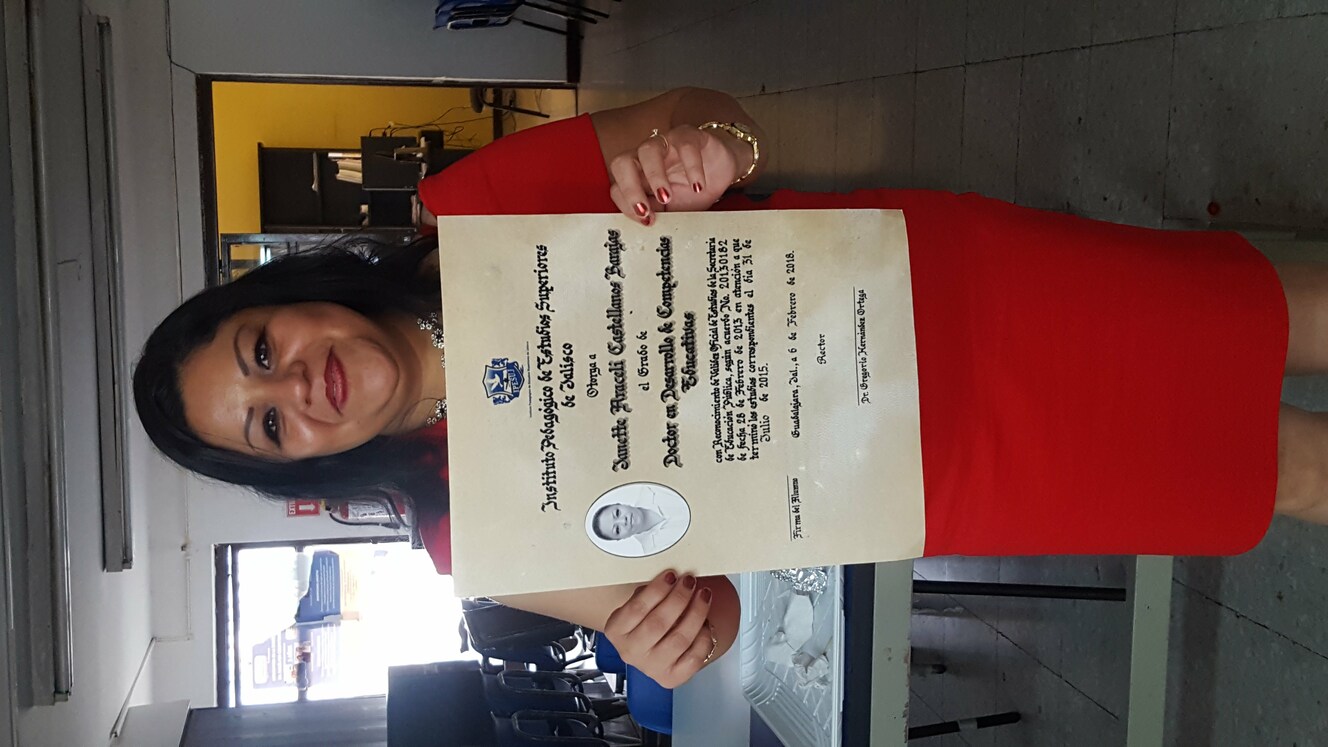 Instituto Pedagógico de Estudios Superiores
de Jalisco
Otorga a
Janette Araceli Castellanos Barajas
el Grado de
Doctor en Desarrollo de Competencias
Educativas
con Reconocimiento de Validez Oficial de Estudios de la Secretaría
de Educación Pública, según acuerdo No. 20130182
de fecha 28 de Febrero de 2013 en atención a que
terminó los estudios correspondientes el día 31 de
Julio de 2015.
Guadalajara, Jal., a 6 de Febrero de 2018.
Firma del Alumno
Rector
Dr. Gregorio Hernández Ortega
EXIT